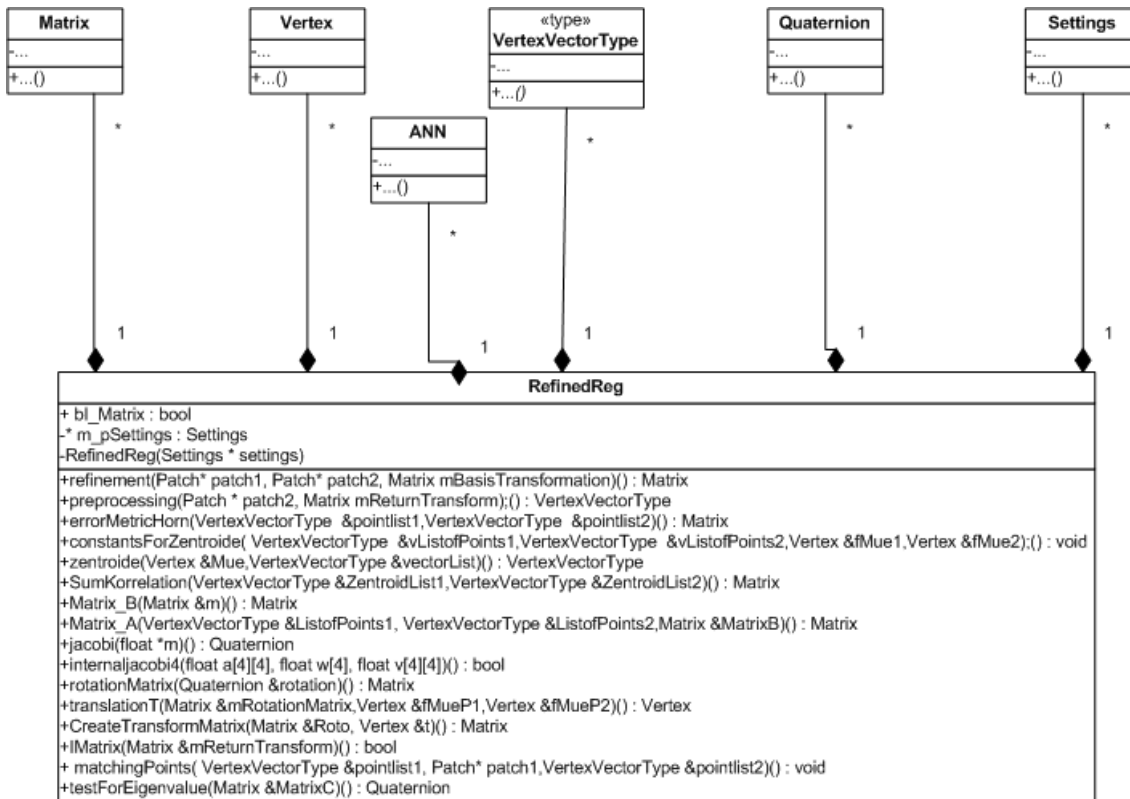 Matrix
-...
+...()
Vertex
-...
+...()
«type»
VertexVectorType
-...
+...()
Quaternion
-...
+...()
Settings
-...
+...()
ANN
-...
+...()
*
*
*
*
*
*
1
1
1
1
1
1
RefinedReg
+ bl_Matrix : bool
-* m_pSettings : Settings
-RefinedReg(Settings * settings)
+refinement(Patch* patch1, Patch* patch2, Matrix mBasisTransformation)() : Matrix
+preprocessing(Patch * patch2, Matrix mReturnTransform);() : VertexVectorType
+errorMetricHorn(VertexVectorType &pointlist1,VertexVectorType &pointlist2)() : Matrix
+constantsForZentroide( VertexVectorType &vListofPoints1,VertexVectorType &vListofPoints2,Vertex &fMue1,Vertex &fMue2);() : void
+zentroide(Vertex &Mue,VertexVectorType &vectorList)() : VertexVectorType
+SumKorrelation(VertexVectorType &ZentroidList1,VertexVectorType &ZentroidList2)() : Matrix
+Matrix_B(Matrix &m)() : Matrix
+Matrix_A(VertexVectorType &ListofPoints1, VertexVectorType &ListofPoints2,Matrix &MatrixB)() : Matrix
+jacobi(float *m)() : Quaternion
+internaljacobi4(float a[4][4], float w[4], float v[4][4])() : bool
+rotationMatrix(Quaternion &rotation)() : Matrix
+translationT(Matrix &mRotationMatrix,Vertex &fMueP1,Vertex &fMueP2)() : Vertex
+CreateTransformMatrix(Matrix &Roto, Vertex &t)() : Matrix
+IMatrix(Matrix &mReturnTransform)() : bool
+ matchingPoints( VertexVectorType &pointlist1, Patch* patch1,VertexVectorType &pointlist2)() : void
+testForEigenvalue(Matrix &MatrixC)() : Quaternion